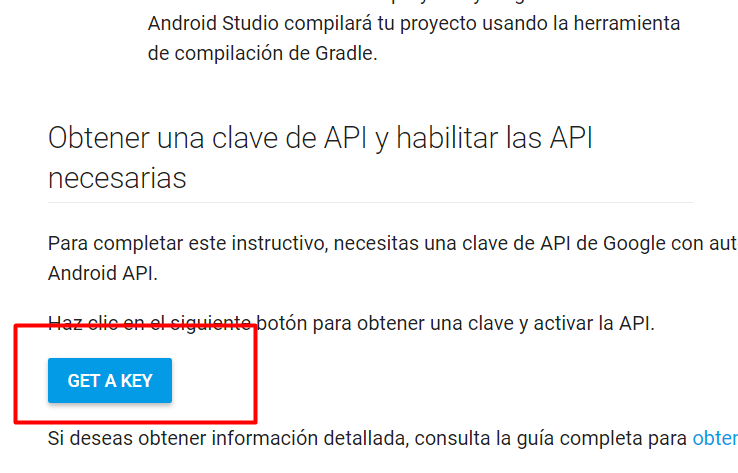 Android Studio compilará tu proyecto usando la herramienta
de compilación de Gradle.
Obtener una clave de API y habilitar las API
necesarias
Para completar este instructivo, necesitas una clave de API de Google con aut
Android API.
Haz clic en el siguiente botón para obtener una clave y activar la API.
GET A KEY
Si deseas obtener información detallada, consulta la guía completa para obter